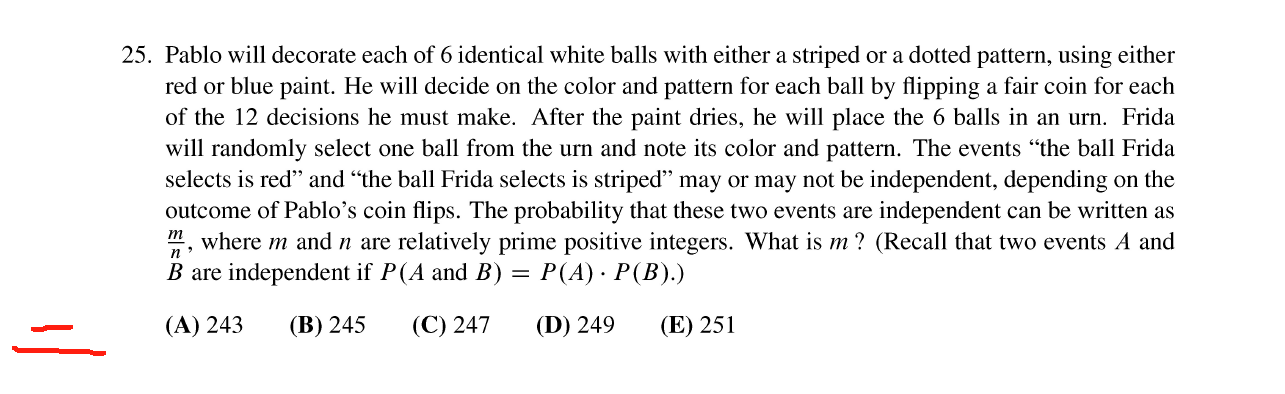 25. Pablo will decorate each of 6 identical white balls with either a striped or a dotted pattern, using either
red or blue paint. He will decide on the color and pattern for each ball by flipping a fair coin for each
of the 12 decisions he must make. After the paint dries, he will place the 6 balls in an urn. Frida
will randomly select one ball from the urn and note its color and pattern. The events “the ball Frida
selects is red” and “the ball Frida selects is striped” may or may not be independent, depending on the
outcome of Pablo’s coin flips. The probability that these two events are independent can be written as
m/n, where m and n are relatively prime positive integers. What is m ? (Recall that two events A and
B are independent if P(A and B) = P(A) · P(B).)
(A) 243 (B) 245 (C) 247 (D) 249 (E) 251